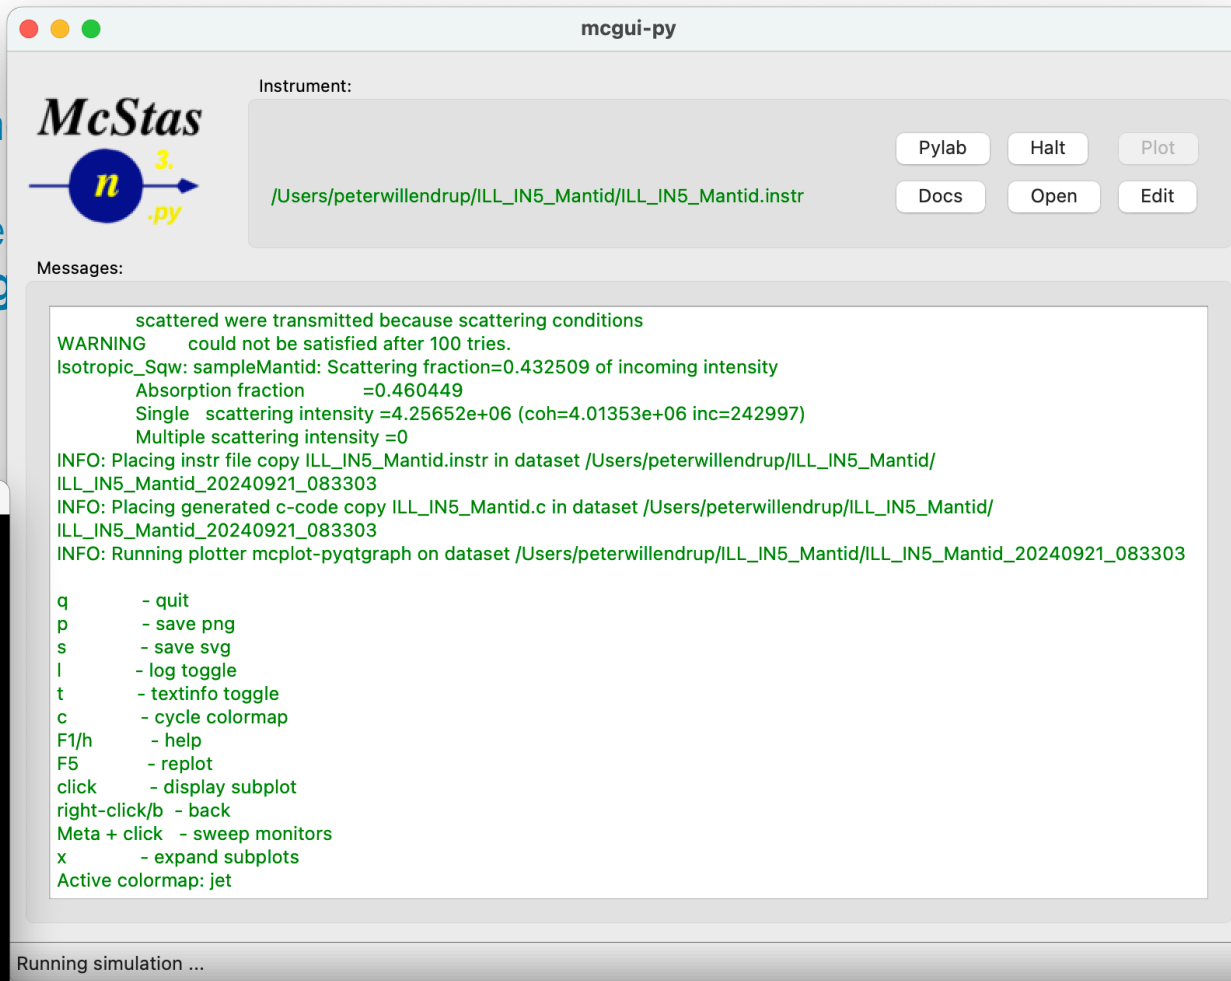 mcgui-py
McStas
3.
n
.py
Instrument:
/Users/peterwillendrup/ILL_IN5_Mantid/ILL_IN5_Mantid.instr
Pylab Halt Plot
Docs Open Edit
Messages:
scattered were transmitted because scattering conditions
WARNING could not be satisfied after 100 tries.
Isotropic_Sqw: sampleMantid: Scattering fraction=0.432509 of incoming intensity
Absorption fraction =0.460449
Single scattering intensity =4.25652e+06 (coh=4.01353e+06 inc=242997)
Multiple scattering intensity =0
INFO: Placing instr file copy ILL_IN5_Mantid.instr in dataset /Users/peterwillendrup/ILL_IN5_Mantid/
ILL_IN5_Mantid_20240921_083303
INFO: Placing generated c-code copy ILL_IN5_Mantid.c in dataset /Users/peterwillendrup/ILL_IN5_Mantid/
ILL_IN5_Mantid_20240921_083303
INFO: Running plotter mcplot-pyqtgraph on dataset /Users/peterwillendrup/ILL_IN5_Mantid/ILL_IN5_Mantid_20240921_083303
q - quit
p - save png
s - save svg
l - log toggle
t - textinfo toggle
c - cycle colormap
F1/h - help
F5 - replot
click - display subplot
right-click/b - back
Meta + click - sweep monitors
x - expand subplots
Active colormap: jet
Running simulation ...